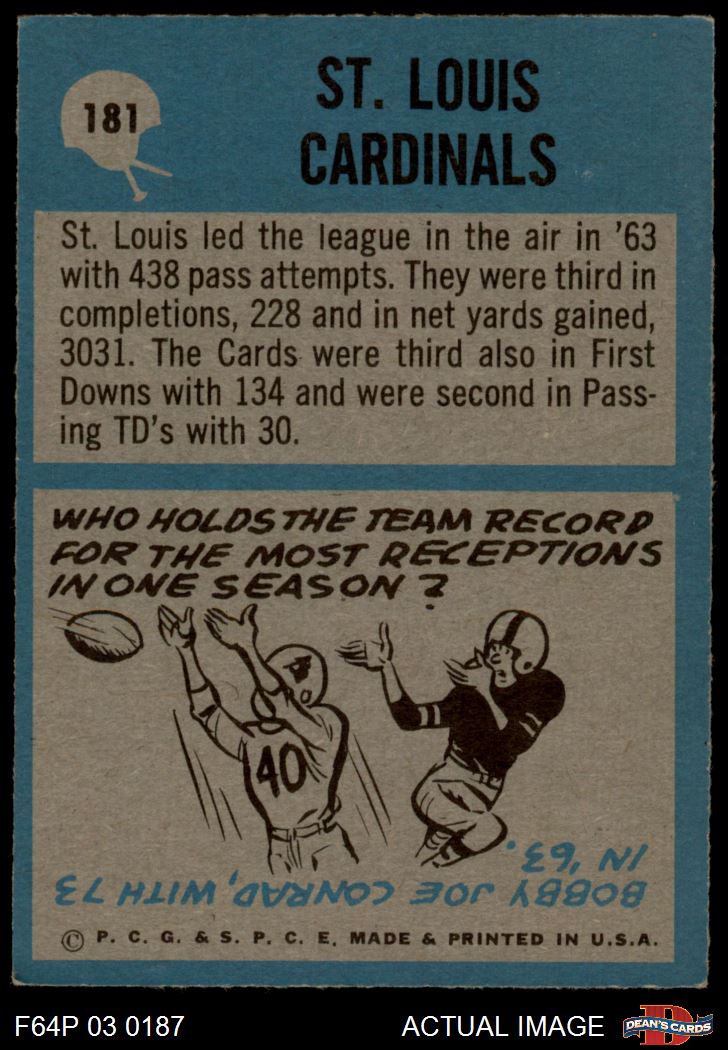 181
ST. LOUIS
CARDINALS
St. Louis led the league in the air in '63
with 438 pass attempts. They were third in
completions, 228 and in net yards gained,
3031. The Cards were third also in First
Downs with 134 and were second in Pass-
ing TD's with 30.
WHO HOLDS THE TEAM RECORD
FOR THE MOST RECEPTIONS
IN ONE SEASON?
40
BOBBY JOE CONRAD, WITH 73
IN '63.
© P. C. G. & S. P. C. E. MADE & PRINTED IN U.S.A.
F64P 03 0187
ACTUAL IMAGE
D
DEAN'S CARDS